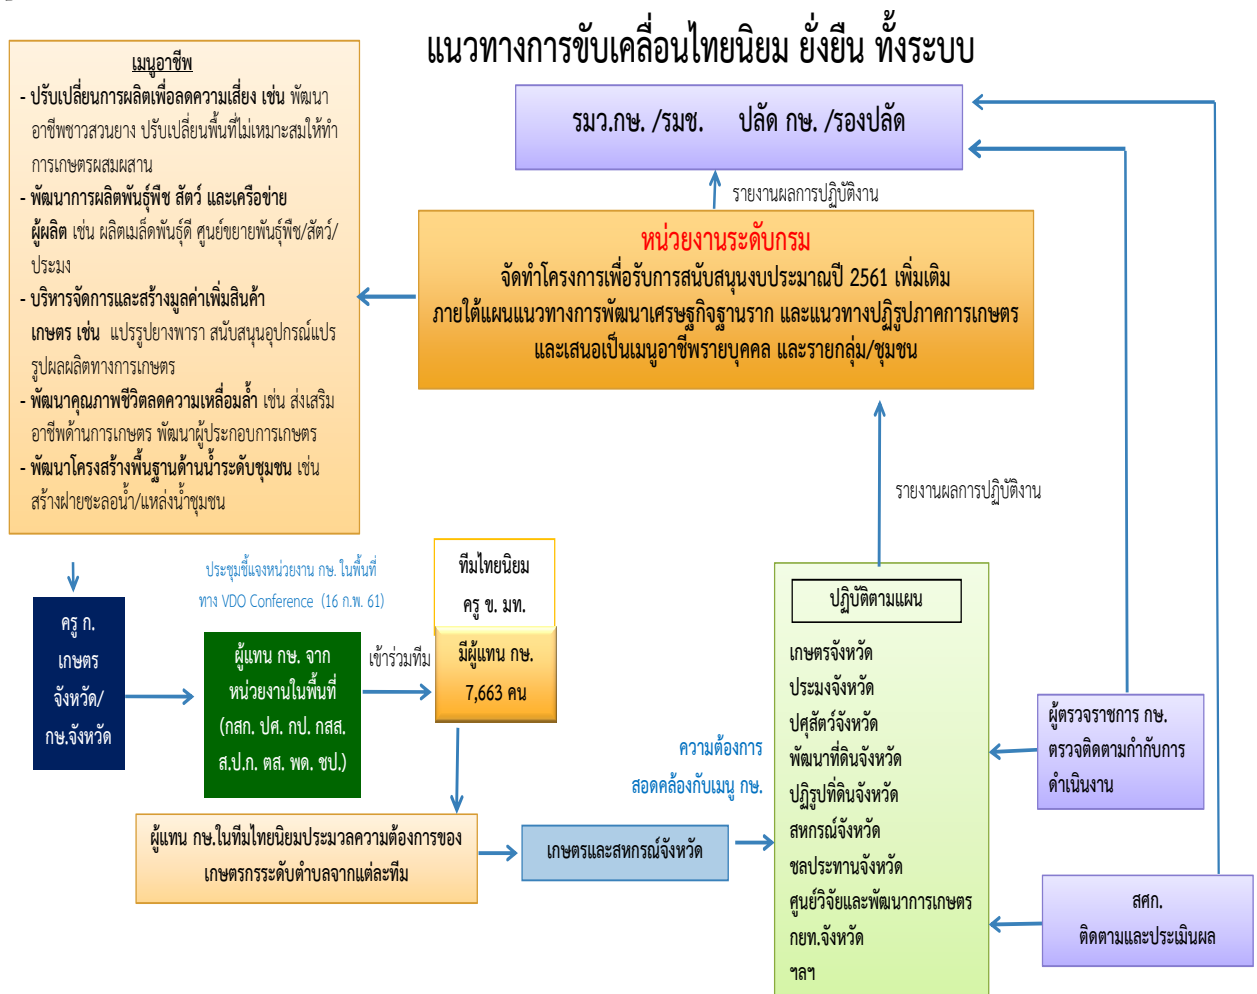 แนวทางการขับเคลื่อนไทยนิยม ยั่งยืน ทั้งระบบ
เมนูอาชีพ
- ปรับเปลี่ยนการผลิตเพื่อลดความเสี่ยง เช่น พัฒนา
อาชีพชาวสวนยาง ปรับเปลี่ยนพื้นที่ไม่เหมาะสมให้ทำ
การเกษตรผสมผสาน
- พัฒนาการผลิตพันธุ์พืช สัตว์ และเครือข่าย
ผู้ผลิต เช่น ผลิตเมล็ดพันธุ์ดี ศูนย์ขยายพันธุ์พืช/สัตว์/
ประมง
- บริหารจัดการและสร้างมูลค่าเพิ่มสินค้า
เกษตร เช่น แปรรูปยางพารา สนับสนุนอุปกรณ์แปร
รูปผลผลิตทางการเกษตร
- พัฒนาคุณภาพชีวิตลดความเหลื่อมล้ำ เช่น ส่งเสริม
อาชีพด้านการเกษตร พัฒนาผู้ประกอบการเกษตร
- พัฒนาโครงสร้างพื้นฐานด้านน้ำระดับชุมชน เช่น
สร้างฝายชะลอน้ำ/แหล่งน้ำชุมชน
รมว.กษ. /รมช. ปลัด กษ. /รองปลัด
รายงานผลการปฏิบัติงาน
หน่วยงานระดับกรม
จัดทำโครงการเพื่อรับการสนับสนุนงบประมาณปี 2561 เพิ่มเติม
ภายใต้แผนแนวทางการพัฒนาเศรษฐกิจฐานราก และแนวทางปฏิรูปภาคการเกษตร
และเสนอเป็นเมนูอาชีพรายบุคคล และรายกลุ่ม/ชุมชน
รายงานผลการปฏิบัติงาน
ครู ก.
เกษตร
จังหวัด/
กษ.จังหวัด
ประชุมชี้แจงหน่วยงาน กษ. ในพื้นที่
ทาง VDO Conference (16 ก.พ. 61)
ผู้แทน กษ. จาก
หน่วยงานในพื้นที่
(กสก. ปศ. กป. กสส.
ส.ป.ก. ตส. พด. ชป.)
เข้าร่วมทีม
ทีมไทยนิยม
ครู ข. มท.
มีผู้แทน กษ.
7,663 คน
ผู้แทน กษ.ในทีมไทยนิยมประมวลความต้องการของ
เกษตกรระดับตำบลจากแต่ละทีม
เกษตรและสหกรณ์จังหวัด
ความต้องการ
สอดคล้องกับเมนู กษ.
ปฏิบัติตามแผน
เกษตรจังหวัด
ประมงจังหวัด
ปศุสัตว์จังหวัด
พัฒนาที่ดินจังหวัด
ปฏิรูปที่ดินจังหวัด
สหกรณ์จังหวัด
ชลประทานจังหวัด
ศูนย์วิจัยและพัฒนาการเกษตร
กยท.จังหวัด
ฯลฯ
ผู้ตรวจราชการ กษ.
ตรวจติดตามกำกับการ
ดำเนินงาน
สศก.
ติดตามและประเมินผล